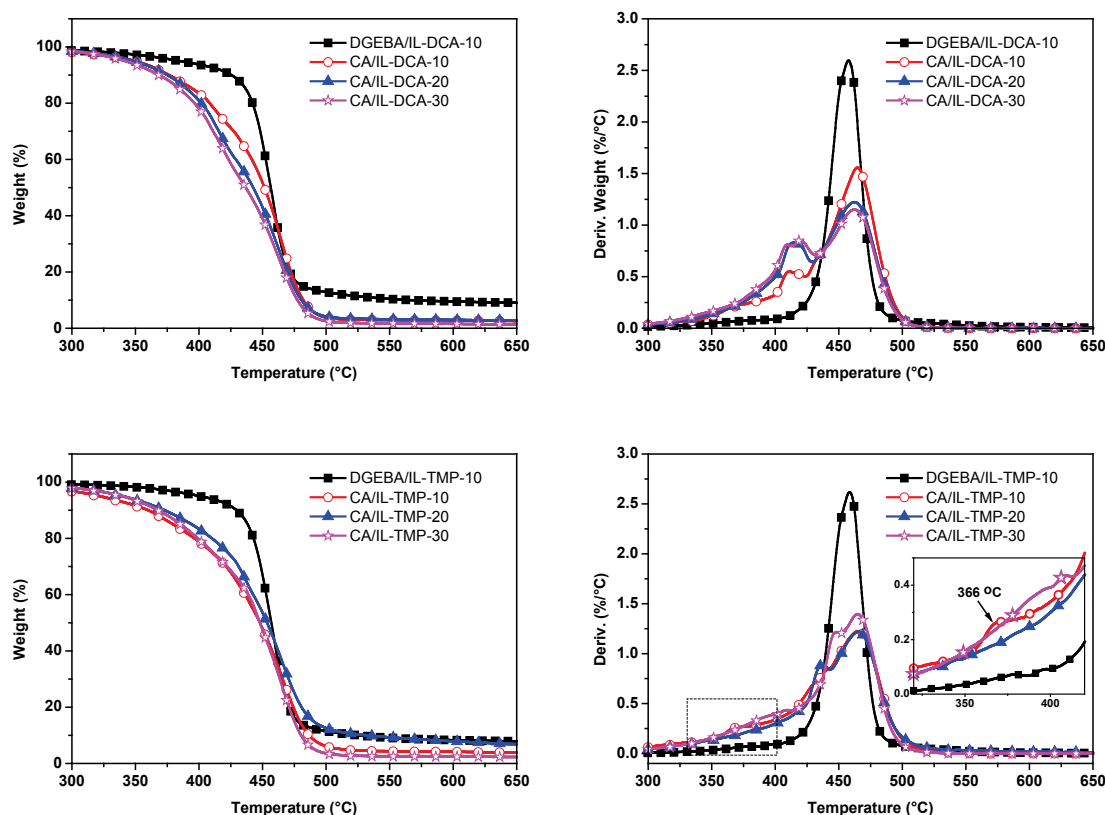 DGEBA/IL-DCA-10
CA/IL-DCA-10
CA/IL-DCA-20
CA/IL-DCA-30
Weight (%)
100
80
60
40
20
0
300 350 400 450 500 550 600 650
Temperature (°C)
DGEBA/IL-DCA-10
CA/IL-DCA-10
CA/IL-DCA-20
CA/IL-DCA-30
Deriv. Weight (%/°C)
3.0
2.5
2.0
1.5
1.0
0.5
0.0
300 350 400 450 500 550 600 650
Temperature (°C)
DGEBA/IL-TMP-10
CA/IL-TMP-10
CA/IL-TMP-20
CA/IL-TMP-30
Weight (%)
100
80
60
40
20
0
300 350 400 450 500 550 600 650
Temperature (°C)
DGEBA/IL-TMP-10
CA/IL-TMP-10
CA/IL-TMP-20
CA/IL-TMP-30
Deriv. (%/°C)
3.0
2.5
2.0
1.5
1.0
0.5
0.0
0.4
0.2
0.0
366 °C
350 400
300 350 400 450 500 550 600 650
Temperature (°C)